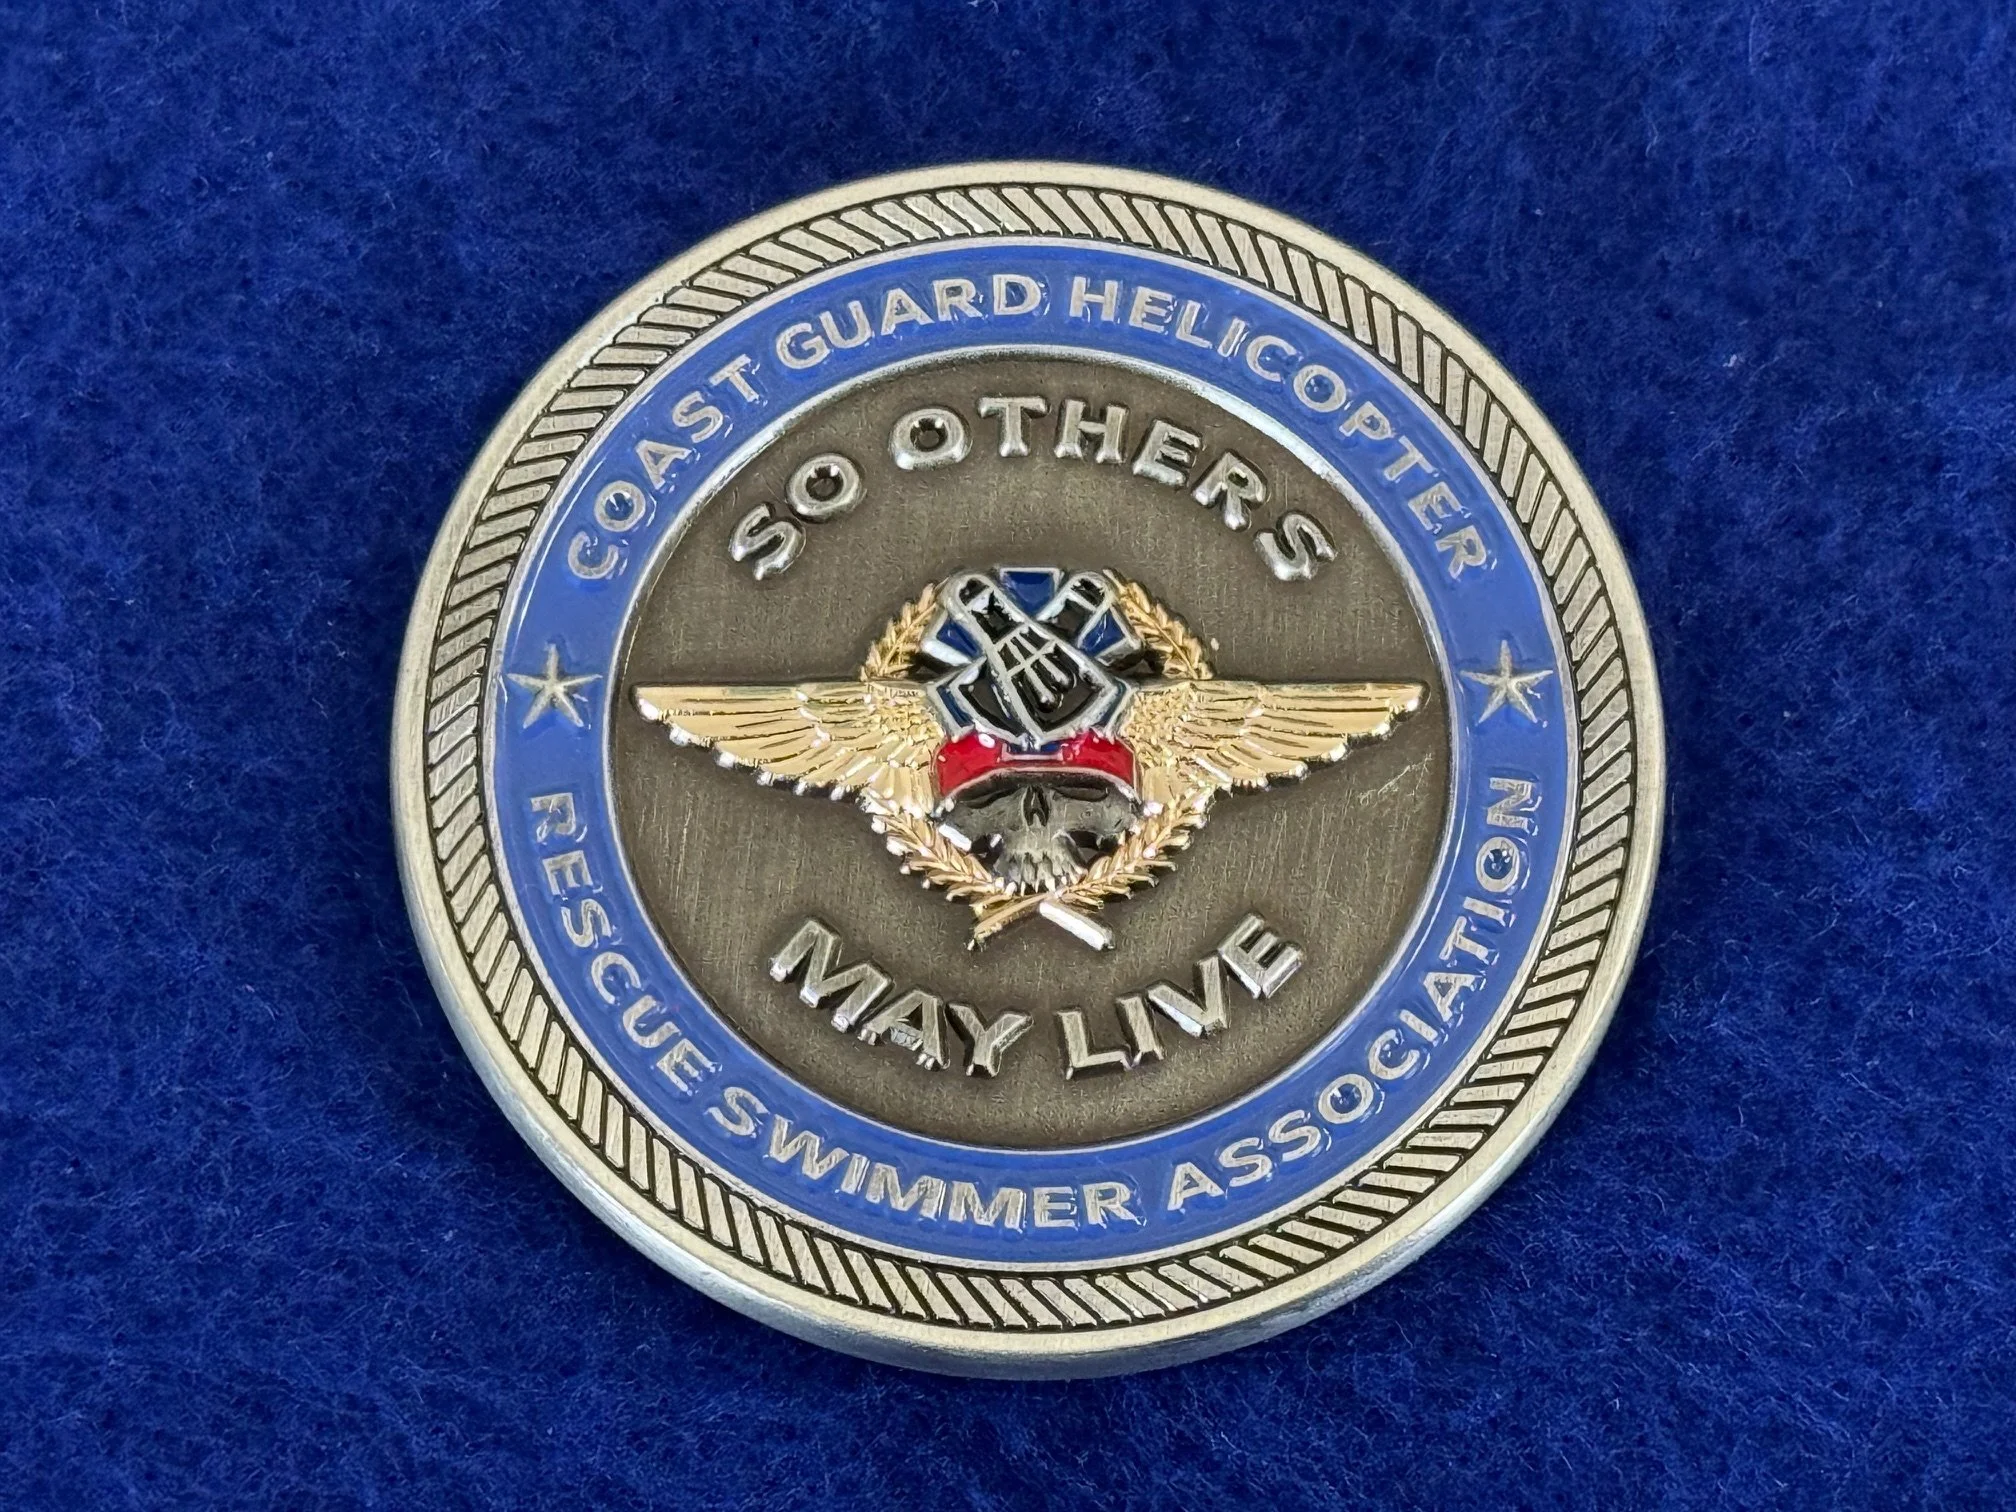 COAST GUARD HELICOPTER
SO OTHERS
MAY LIVE
RESCUE SWIMMER ASSOCIATION